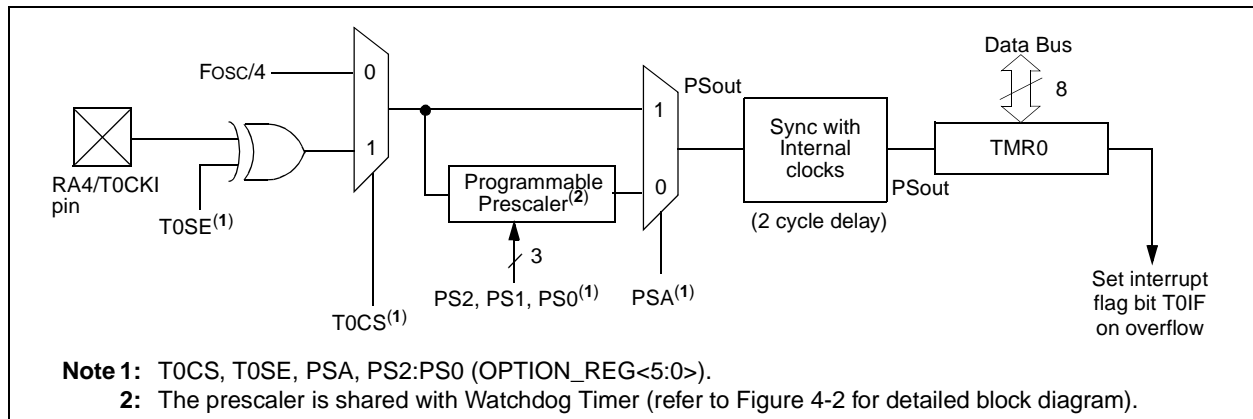 Data Bus
FOSC/4
0
8
PSout
1
1
Sync with
Internal
clocks
TMR0
RA4/T0CKI
pin
Programmable
Prescaler(2)
0
PSout
T0SE(1)
(2 cycle delay)
3
PS2, PS1, PS0(1)
PSA(1)
T0CS(1)
Set interrupt
flag bit T0IF
on overflow
Note 1: T0CS, T0SE, PSA, PS2:PS0 (OPTION_REG<5:0>).
2: The prescaler is shared with Watchdog Timer (refer to Figure 4-2 for detailed block diagram).